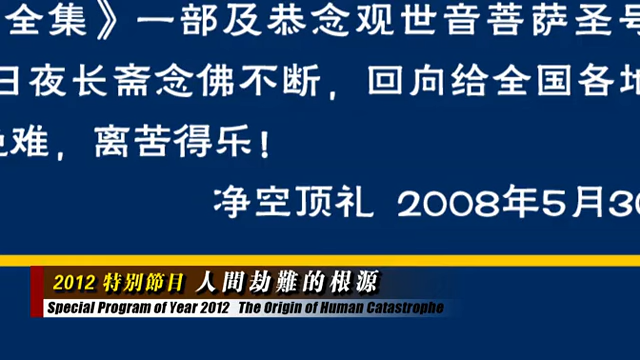 全集》一部及恭念观世音菩萨圣号
日夜长斋念佛不断，回向给全国各地
难，离苦得乐！
净空顶礼 2008年5月30
2012 特別節目 人間劫難的根源
Special Program of Year 2012 The Origin of Human Catastrophe